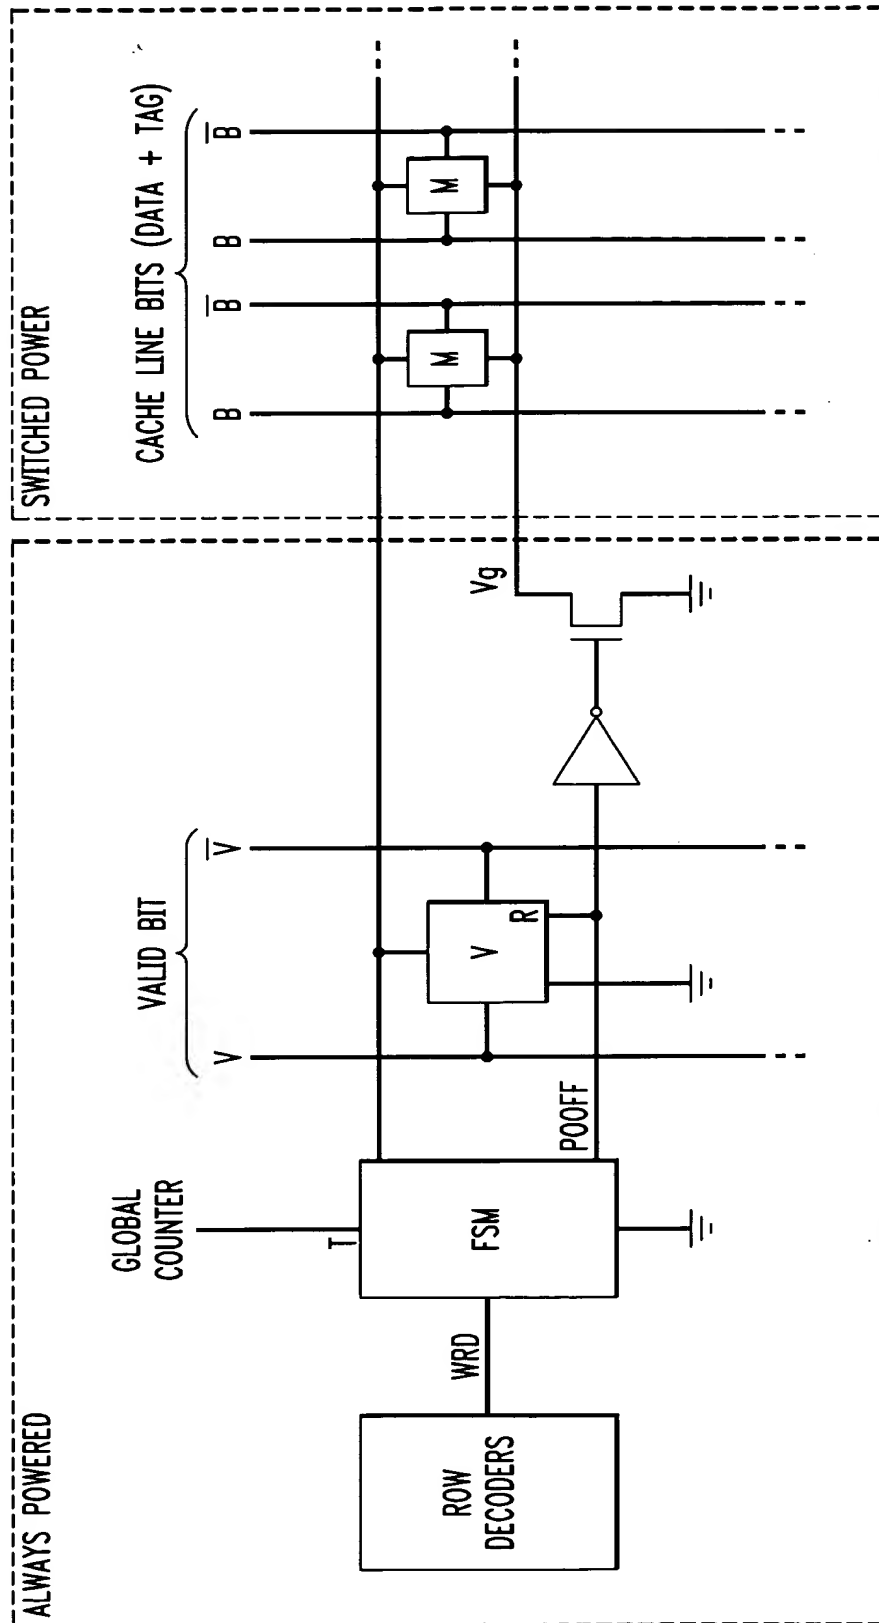 ALWAYS POWERED
SWITCHED POWER
GLOBAL
COUNTER
VALID BIT
CACHE LINE BITS (DATA + TAG)
V
V̅
B
B̅
B
B̅
T
ROW
DECODERS
WRD
FSM
V
R
M
M
POOFF
Vg